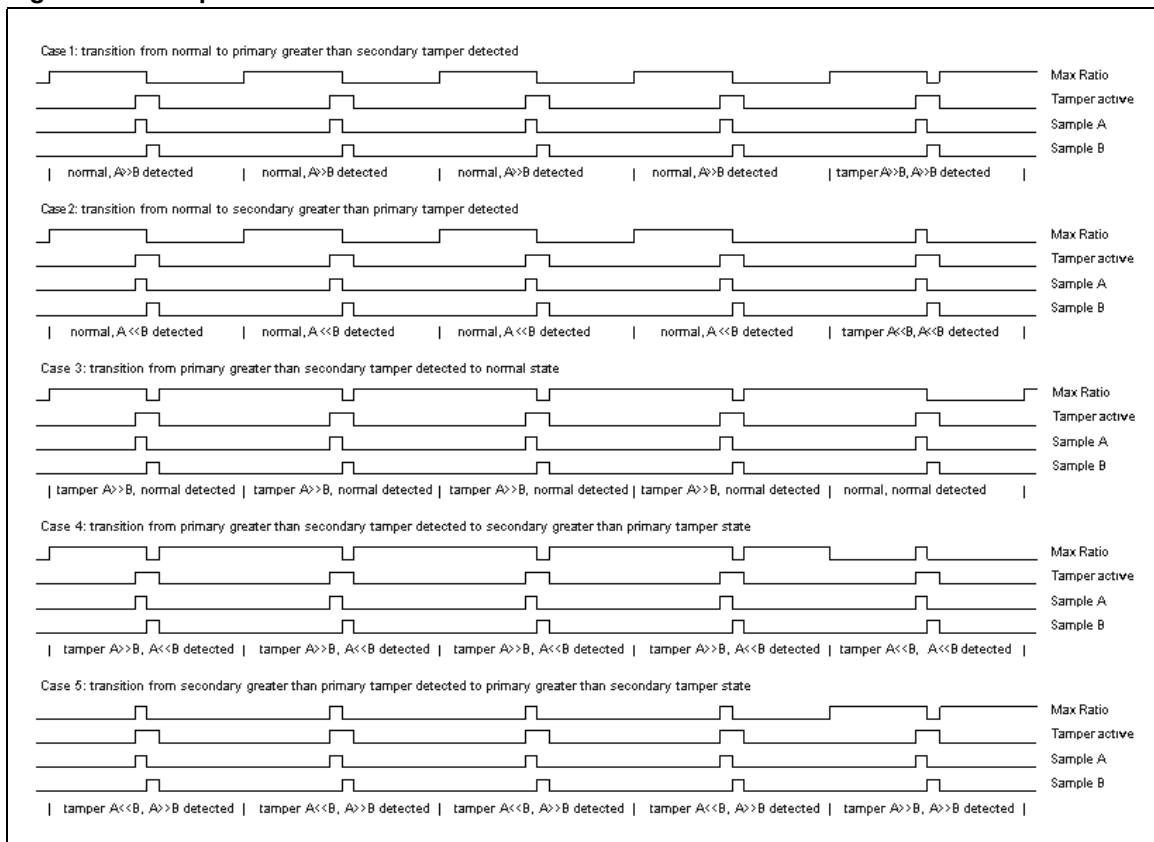 Case 1: transition from normal to primary greater than secondary tamper detected
Max Ratio
Tamper active
Sample A
Sample B
| normal, A>>B detected | normal, A>>B detected | normal, A>>B detected | normal, A>>B detected | tamper A>>B, A>>B detected |
Case 2: transition from normal to secondary greater than primary tamper detected
Max Ratio
Tamper active
Sample A
Sample B
| normal, A<<B detected | normal, A<<B detected | normal, A<<B detected | normal, A<<B detected | tamper A<<B, A<<B detected |
Case 3: transition from primary greater than secondary tamper detected to normal state
Max Ratio
Tamper active
Sample A
Sample B
| tamper A>>B, normal detected | tamper A>>B, normal detected | tamper A>>B, normal detected | tamper A>>B, normal detected | normal, normal detected |
Case 4: transition from primary greater than secondary tamper detected to secondary greater than primary tamper state
Max Ratio
Tamper active
Sample A
Sample B
| tamper A>>B, A<<B detected | tamper A>>B, A<<B detected | tamper A>>B, A<<B detected | tamper A>>B, A<<B detected | tamper A<<B, A<<B detected |
Case 5: transition from secondary greater than primary tamper detected to primary greater than secondary tamper state
Max Ratio
Tamper active
Sample A
Sample B
| tamper A<<B, A>>B detected | tamper A<<B, A>>B detected | tamper A<<B, A>>B detected | tamper A<<B, A>>B detected | tamper A>>B, A>>B detected |